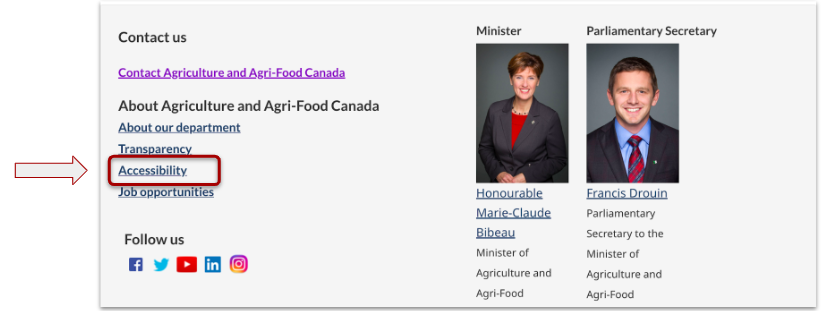 Contact us
Contact Agriculture and Agri-Food Canada
About Agriculture and Agri-Food Canada
About our department
Transparency
Accessibility
Job opportunities
Follow us
Minister
Honourable
Marie-Claude
Bibeau
Minister of
Agriculture and
Agri-Food
Parliamentary Secretary
Francis Drouin
Parliamentary
Secretary to the
Minister of
Agriculture and
Agri-Food